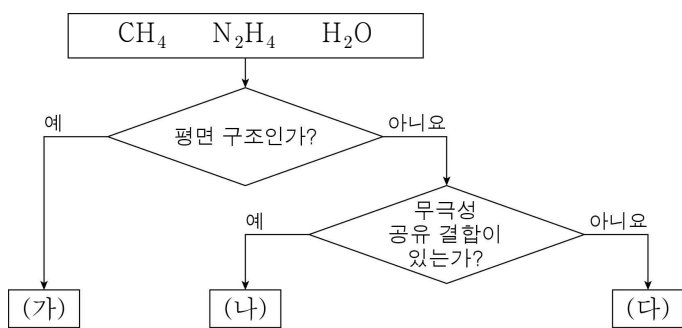 CH₄ N₂H₄ H₂O
평면 구조인가?
예
아니요
무극성
공유 결합이
있는가?
예
아니요
(가)
(나)
(다)